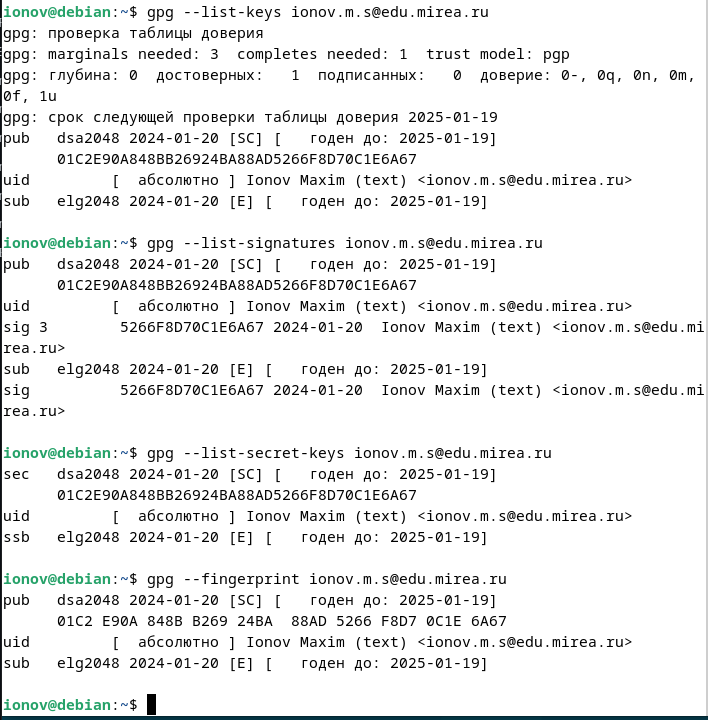 ionov@debian:~$ gpg --list-keys ionov.m.s@edu.mirea.ru
gpg: проверка таблицы доверия
gpg: marginals needed: 3  completes needed: 1  trust model: pgp
gpg: глубина: 0  достоверных:   1  подписанных:   0  доверие: 0-, 0q, 0n, 0m,
0f, 1u
gpg: срок следующей проверки таблицы доверия 2025-01-19
pub   dsa2048 2024-01-20 [SC] [   годен до: 2025-01-19]
      01C2E90A848BB26924BA88AD5266F8D70C1E6A67
uid         [  абсолютно ] Ionov Maxim (text) <ionov.m.s@edu.mirea.ru>
sub   elg2048 2024-01-20 [E] [   годен до: 2025-01-19]

ionov@debian:~$ gpg --list-signatures ionov.m.s@edu.mirea.ru
pub   dsa2048 2024-01-20 [SC] [   годен до: 2025-01-19]
      01C2E90A848BB26924BA88AD5266F8D70C1E6A67
uid         [  абсолютно ] Ionov Maxim (text) <ionov.m.s@edu.mirea.ru>
sig 3        5266F8D70C1E6A67 2024-01-20  Ionov Maxim (text) <ionov.m.s@edu.mi
rea.ru>
sub   elg2048 2024-01-20 [E] [   годен до: 2025-01-19]
sig          5266F8D70C1E6A67 2024-01-20  Ionov Maxim (text) <ionov.m.s@edu.mi
rea.ru>

ionov@debian:~$ gpg --list-secret-keys ionov.m.s@edu.mirea.ru
sec   dsa2048 2024-01-20 [SC] [   годен до: 2025-01-19]
      01C2E90A848BB26924BA88AD5266F8D70C1E6A67
uid         [  абсолютно ] Ionov Maxim (text) <ionov.m.s@edu.mirea.ru>
ssb   elg2048 2024-01-20 [E] [   годен до: 2025-01-19]

ionov@debian:~$ gpg --fingerprint ionov.m.s@edu.mirea.ru
pub   dsa2048 2024-01-20 [SC] [   годен до: 2025-01-19]
      01C2 E90A 848B B269 24BA  88AD 5266 F8D7 0C1E 6A67
uid         [  абсолютно ] Ionov Maxim (text) <ionov.m.s@edu.mirea.ru>
sub   elg2048 2024-01-20 [E] [   годен до: 2025-01-19]

ionov@debian:~$